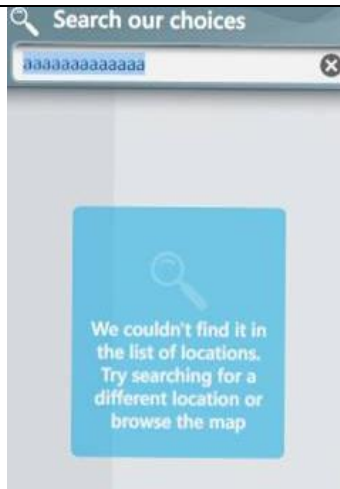 Search our choices
aaaaaaaaaaaaa
We couldn't find it in
the list of locations.
Try searching for a
different location or
browse the map